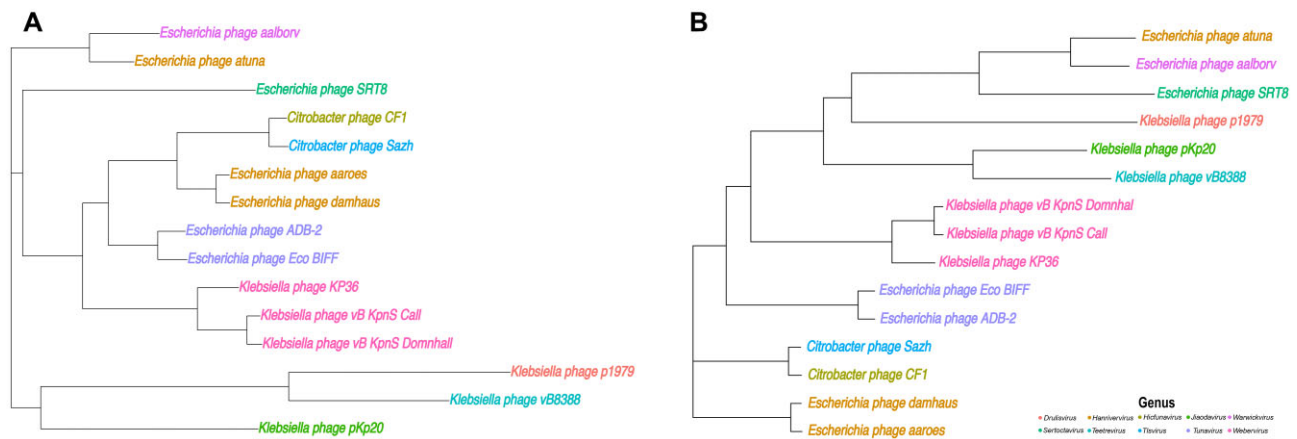 A
Escherichia phage aalborv
Escherichia phage atuna
Escherichia phage SRT8
Citrobacter phage CF1
Citrobacter phage Sazh
Escherichia phage aaroes
Escherichia phage damhaus
Escherichia phage ADB-2
Escherichia phage Eco BIFF
Klebsiella phage KP36
Klebsiella phage vB KpnS Call
Klebsiella phage vB KpnS Domnhall
Klebsiella phage p1979
Klebsiella phage vB8388
Klebsiella phage pKp20
B
Escherichia phage atuna
Escherichia phage aalborv
Escherichia phage SRT8
Klebsiella phage p1979
Klebsiella phage pKp20
Klebsiella phage vB8388
Klebsiella phage vB KpnS Domnhal
Klebsiella phage vB KpnS Call
Klebsiella phage KP36
Escherichia phage Eco BIFF
Escherichia phage ADB-2
Citrobacter phage Sazh
Citrobacter phage CF1
Escherichia phage damhaus
Escherichia phage aaroes
Genus
Drulisvirus Hanrivervirus Hicfunavirus Jiaodavirus Warwickvirus
Sertoctavirus Teetrevirus Tlsvirus Tunavirus Webervirus